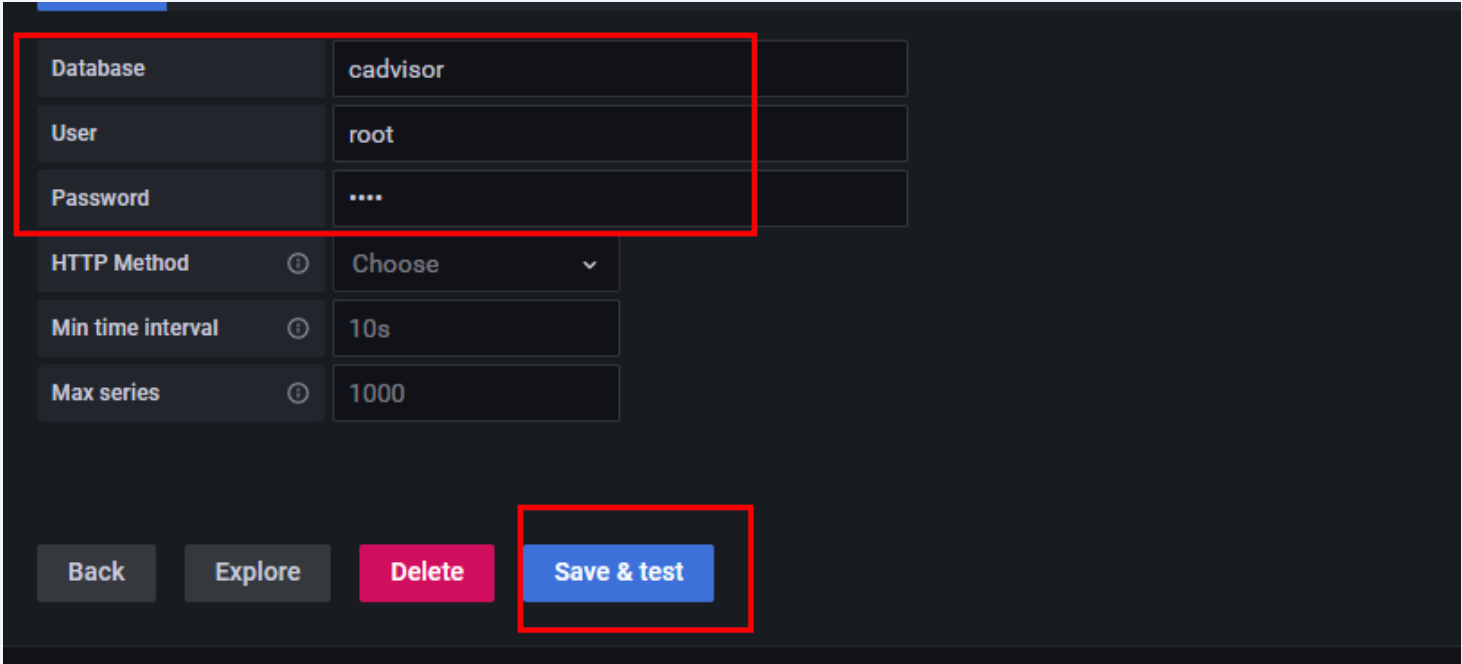 Database cadvisor
User root
Password ••••
HTTP Method Choose
Min time interval 10s
Max series 1000
Back Explore Delete Save & test